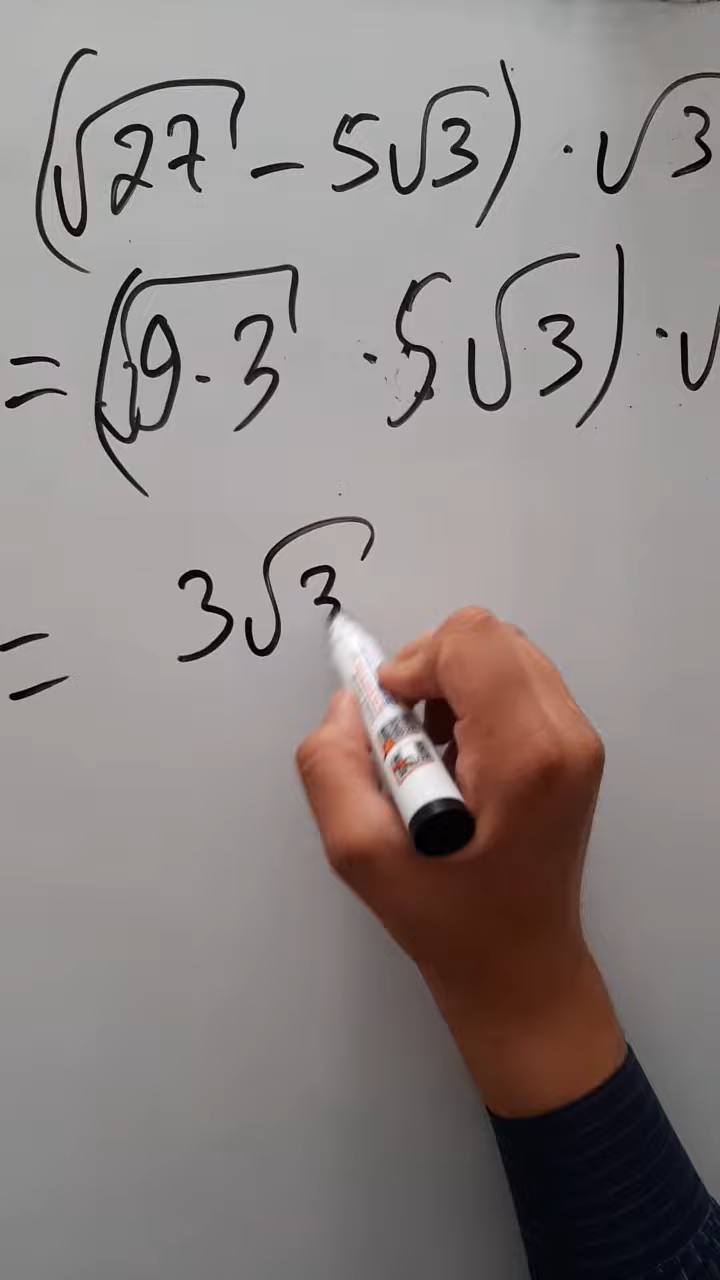 (√27 - 5√3) · √3
= (√9·3 · 5√3) · √
= 3√3